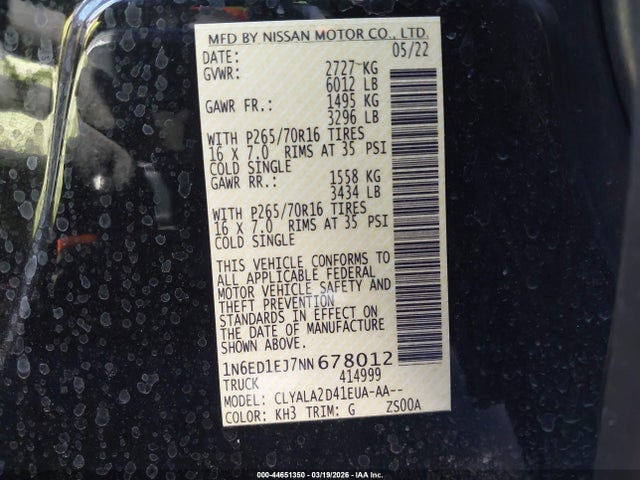 MFD BY NISSAN MOTOR CO., LTD.
DATE: 05/22
GVWR: 2727 KG
6012 LB
GAWR FR.: 1495 KG
3296 LB
WITH P265/70R16 TIRES
16 X 7.0 RIMS AT 35 PSI
COLD SINGLE
GAWR RR.: 1558 KG
3434 LB
WITH P265/70R16 TIRES
16 X 7.0 RIMS AT 35 PSI
COLD SINGLE
THIS VEHICLE CONFORMS TO
ALL APPLICABLE FEDERAL
MOTOR VEHICLE SAFETY AND
THEFT PREVENTION
STANDARDS IN EFFECT ON
THE DATE OF MANUFACTURE
SHOWN ABOVE.
1N6ED1EJ7NN678012
TRUCK 414999
MODEL: CLYALA2D41EUA-AA--
COLOR: KH3 TRIM: G ZS00A
000-44651350 - 03/19/2026 - IAA Inc.